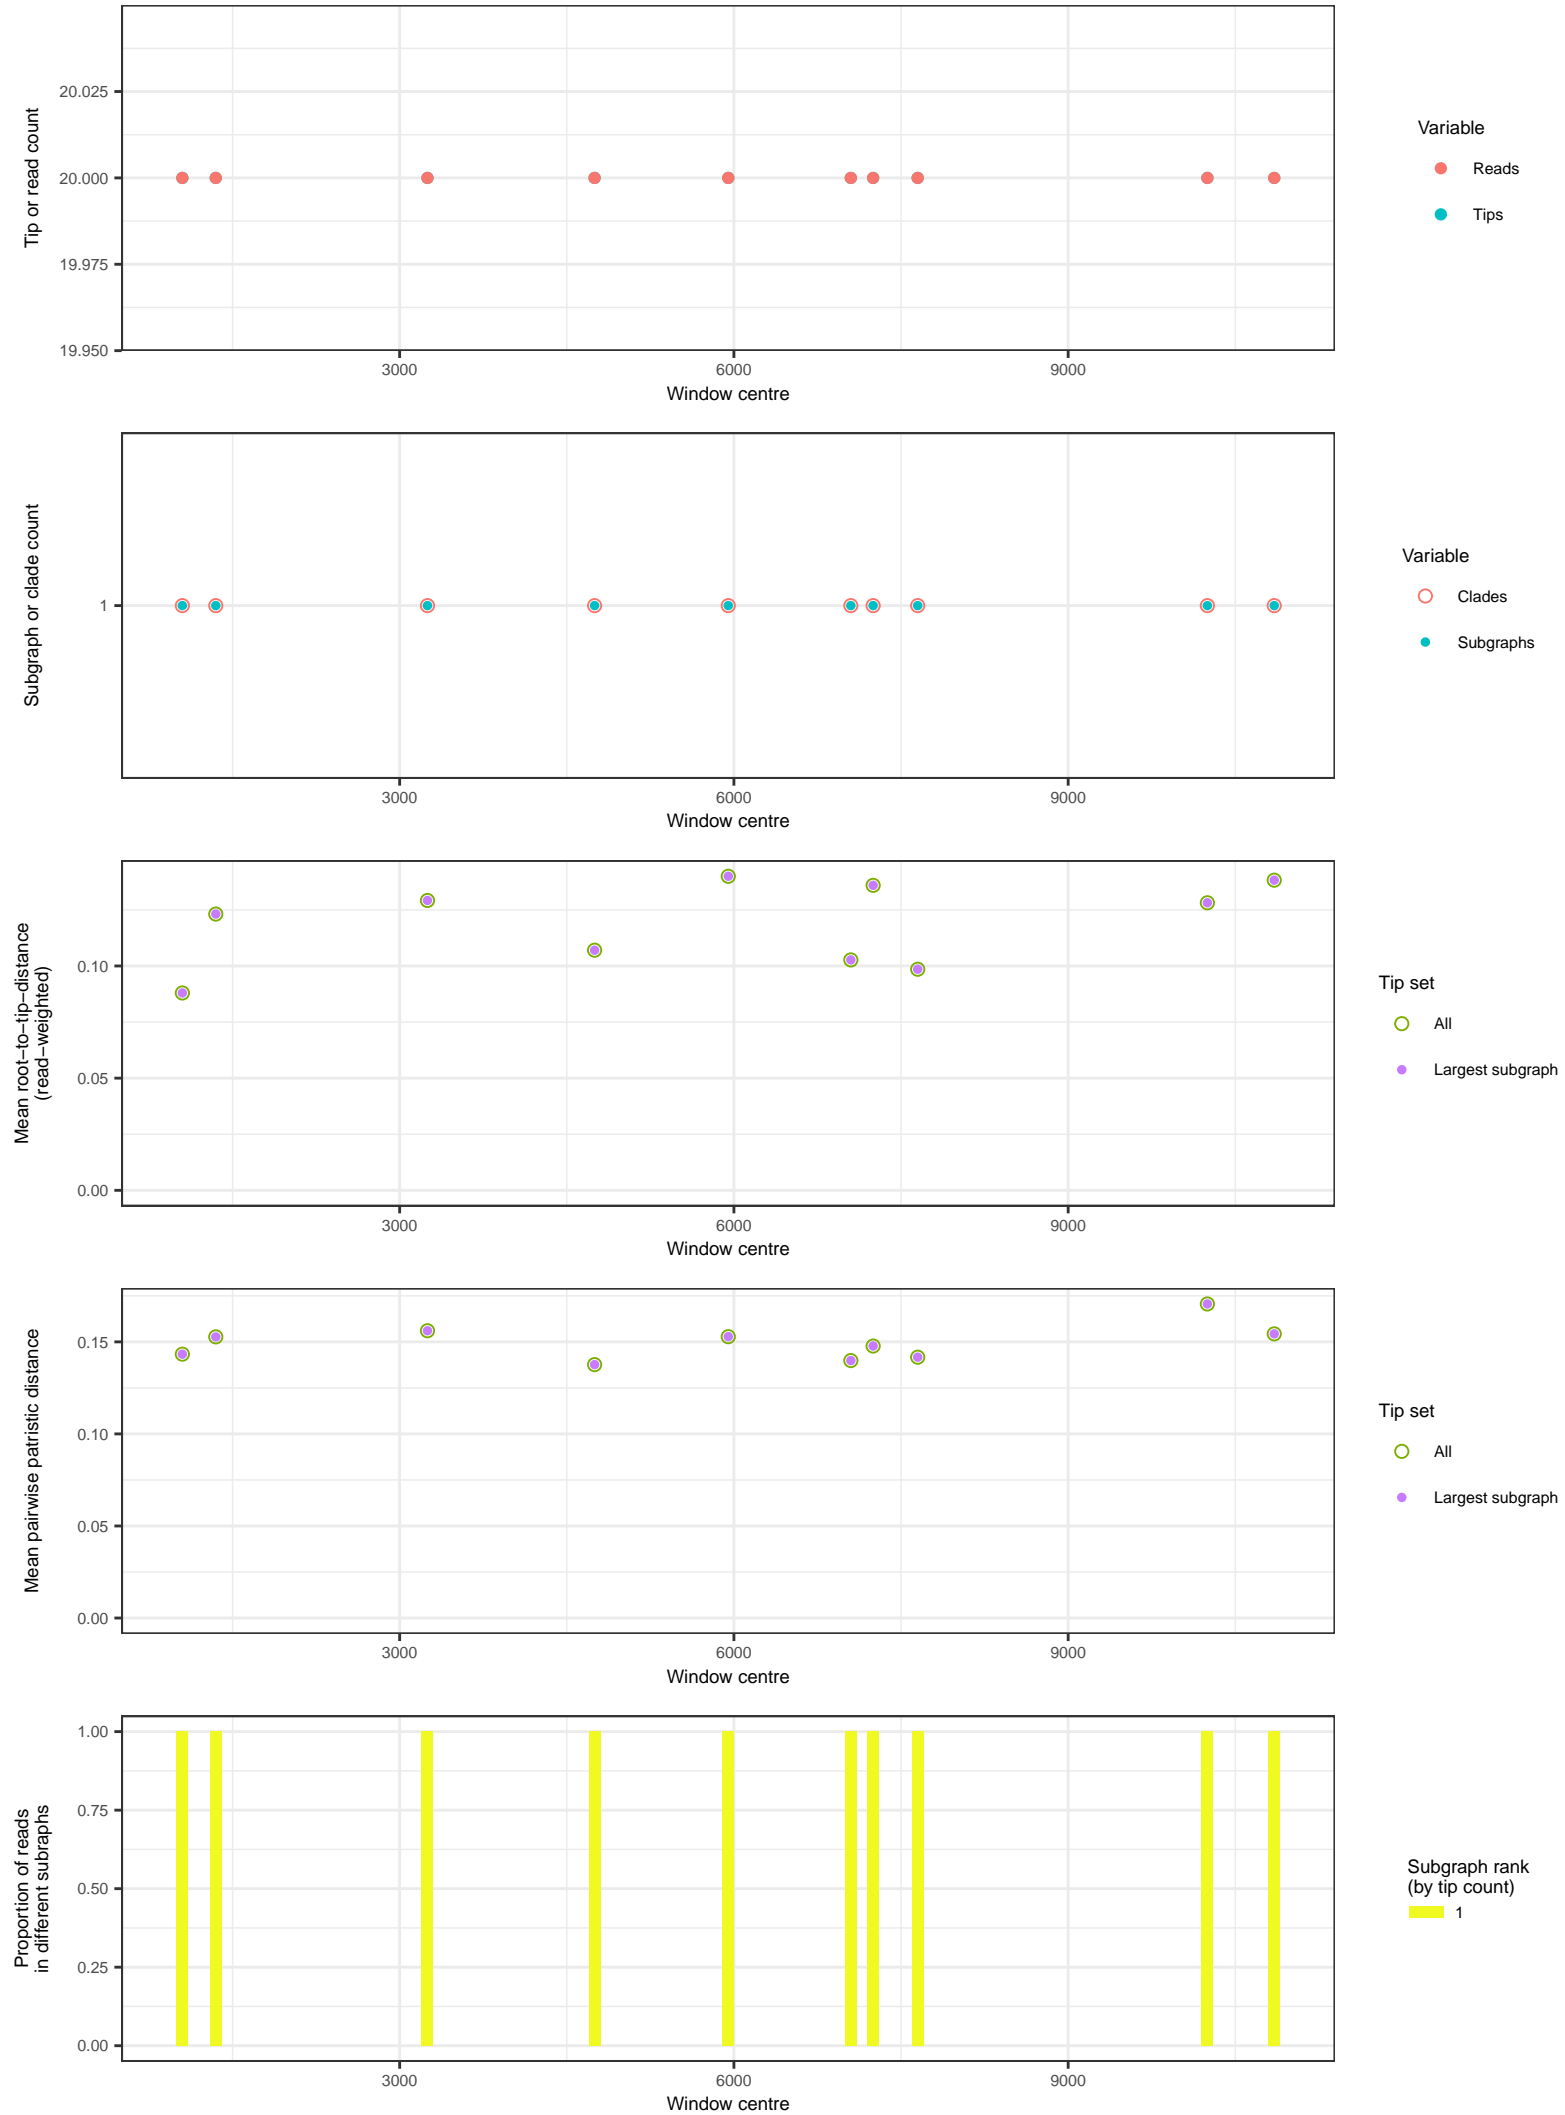 Tip or read count
20.025
20.000
19.975
19.950
3000
6000
9000
Window centre
Variable
Reads
Tips
Subgraph or clade count
1
3000
6000
9000
Window centre
Variable
Clades
Subgraphs
Mean root−to−tip−distance
(read−weighted)
0.10
0.05
0.00
3000
6000
9000
Window centre
Tip set
All
Largest subgraph
Mean pairwise patristic distance
0.15
0.10
0.05
0.00
3000
6000
9000
Window centre
Tip set
All
Largest subgraph
Proportion of reads
in different subraphs
1.00
0.75
0.50
0.25
0.00
3000
6000
9000
Window centre
Subgraph rank
(by tip count)
1